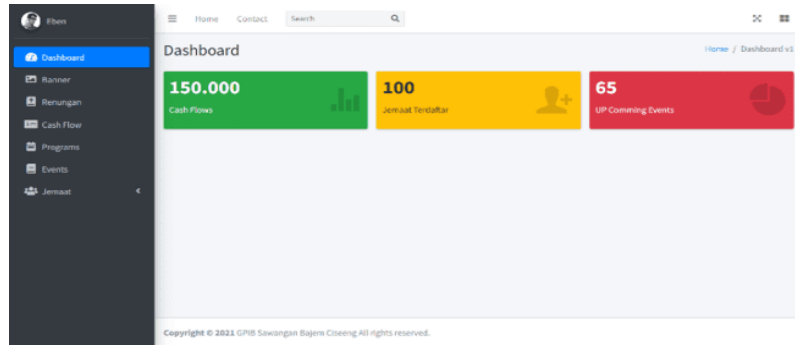 Eben
Home Contact Search
Dashboard
Home / Dashboard v1
Dashboard
Banner
Renungan
Cash Flow
Programs
Events
Jemaat
150.000
Cash Flows
100
Jemaat Terdaftar
65
UP Comming Events
Copyright © 2021 GPIB Sawangan Bajem Ciseeng All rights reserved.